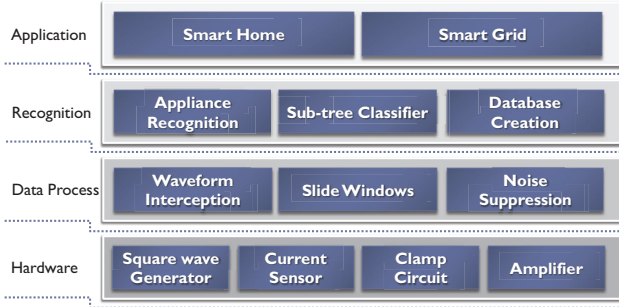 Application
Smart Home
Smart Grid
Recognition
Appliance
Recognition
Sub-tree Classifier
Database
Creation
Data Process
Waveform
Interception
Slide Windows
Noise
Suppression
Hardware
Square wave
Generator
Current
Sensor
Clamp
Circuit
Amplifier